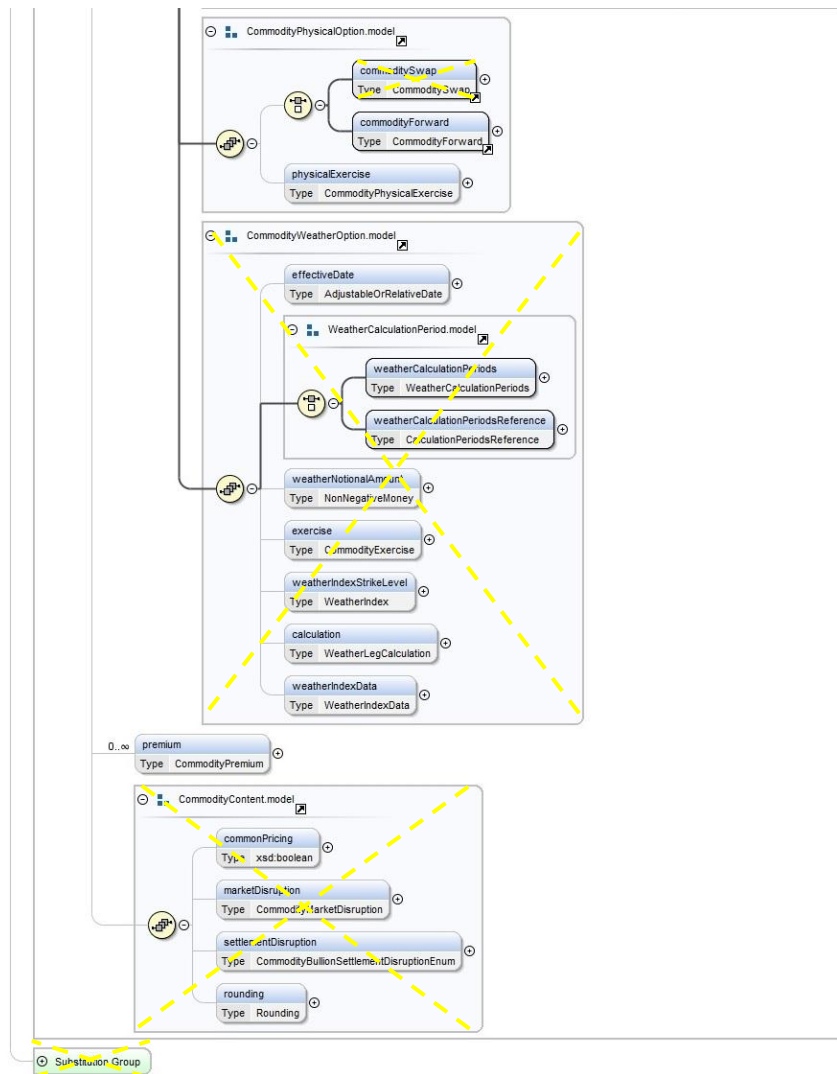 CommodityPhysicalOption.model
commoditySwap
Type CommoditySwap
commodityForward
Type CommodityForward
physicalExercise
Type CommodityPhysicalExercise
CommodityWeatherOption.model
effectiveDate
Type AdjustableOrRelativeDate
WeatherCalculationPeriod.model
weatherCalculationPeriods
Type WeatherCalculationPeriods
weatherCalculationPeriodsReference
Type CalculationPeriodsReference
weatherNotionalAmount
Type NonNegativeMoney
exercise
Type CommodityExercise
weatherIndexStrikeLevel
Type WeatherIndex
calculation
Type WeatherLegCalculation
weatherIndexData
Type WeatherIndexData
0..∞ premium
Type CommodityPremium
CommodityContent.model
commonPricing
Type xsd:boolean
marketDisruption
Type CommodityMarketDisruption
settlementDisruption
Type CommodityBullionSettlementDisruptionEnum
rounding
Type Rounding
Substitution Group